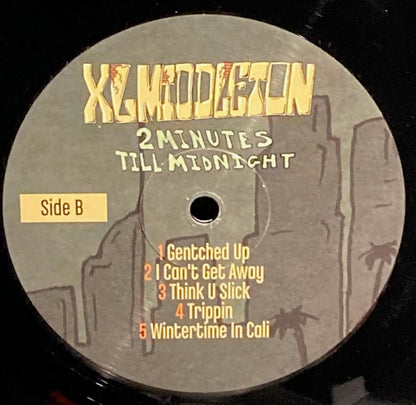 XL MIDDLETON
2 MINUTES
TILL MIDNIGHT
Side B
1 Gentched Up
2 I Can't Get Away
3 Think U Slick
4 Trippin
5 Wintertime In Cali